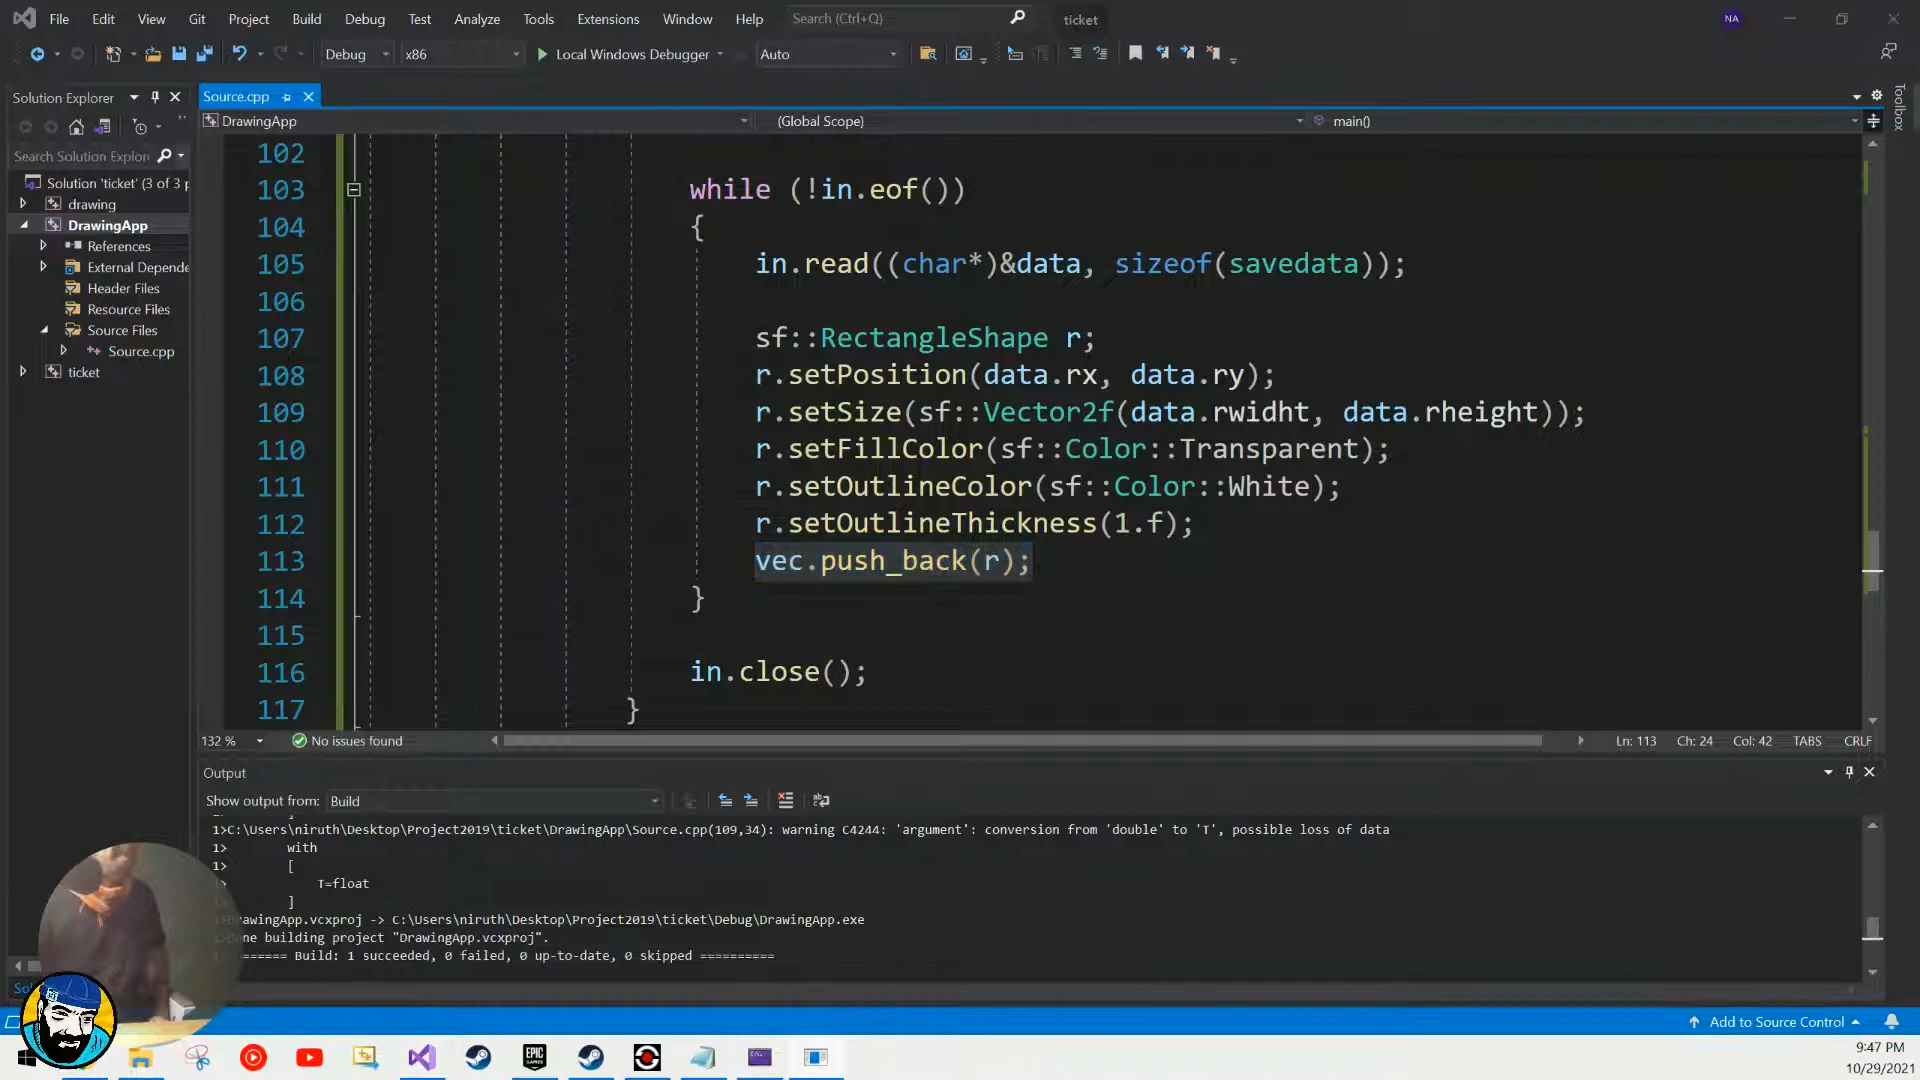 File Edit View Git Project Build Debug Test Analyze Tools Extensions Window Help Search (Ctrl+Q) ticket NA
Debug x86 Local Windows Debugger Auto
Solution Explorer
Search Solution Explor
Solution 'ticket' (3 of 3 p
drawing
DrawingApp
References
External Depende
Header Files
Resource Files
Source Files
Source.cpp
ticket
Source.cpp
DrawingApp (Global Scope) main()
Toolbox
102
103 while (!in.eof())
104 {
105 in.read((char*)&data, sizeof(savedata));
106
107 sf::RectangleShape r;
108 r.setPosition(data.rx, data.ry);
109 r.setSize(sf::Vector2f(data.rwidht, data.rheight));
110 r.setFillColor(sf::Color::Transparent);
111 r.setOutlineColor(sf::Color::White);
112 r.setOutlineThickness(1.f);
113 vec.push_back(r);
114 }
115
116 in.close();
117 }
132 % No issues found Ln: 113 Ch: 24 Col: 42 TABS CRLF
Output
Show output from: Build
1>C:\Users\niruth\Desktop\Project2019\ticket\DrawingApp\Source.cpp(109,34): warning C4244: 'argument': conversion from 'double' to 'T', possible loss of data
1> with
1> [
> T=float
]
DrawingApp.vcxproj -> C:\Users\niruth\Desktop\Project2019\ticket\Debug\DrawingApp.exe
one building project "DrawingApp.vcxproj".
====== Build: 1 succeeded, 0 failed, 0 up-to-date, 0 skipped ==========
So
Add to Source Control
EPIC GAMES
9:47 PM
10/29/2021